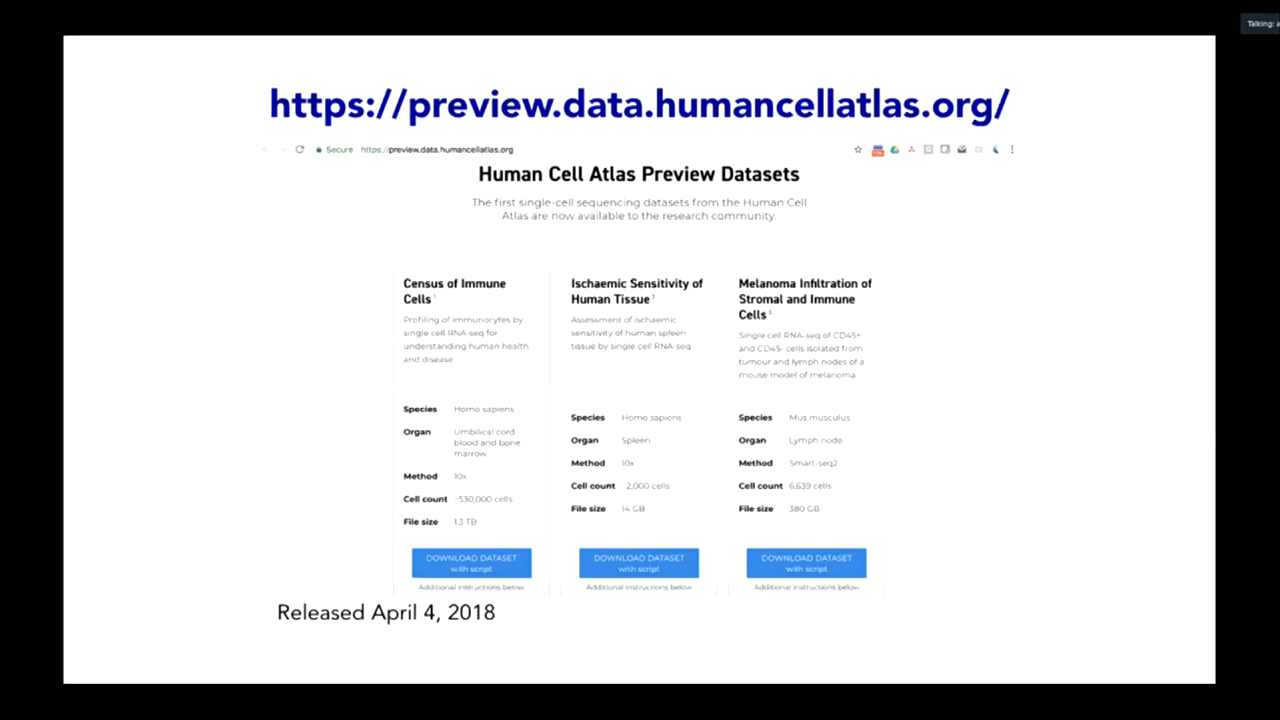 Talking:
https://preview.data.humancellatlas.org/
Secure https://preview.data.humancellatlas.org
Human Cell Atlas Preview Datasets
The first single-cell sequencing datasets from the Human Cell
Atlas are now available to the research community.
Census of Immune
Cells 1
Profiling of immunocytes by
single cell RNA-seq for
understanding human health
and disease
Species Homo sapiens
Organ Umbilical cord
blood and bone
marrow
Method 10x
Cell count ~530,000 cells
File size 1.3 TB
DOWNLOAD DATASET
with script
Additional instructions below
Ischaemic Sensitivity of
Human Tissue 2
Assessment of ischaemic
sensitivity of human spleen
tissue by single cell RNA-seq
Species Homo sapiens
Organ Spleen
Method 10x
Cell count ~2,000 cells
File size 14 GB
DOWNLOAD DATASET
with script
Additional instructions below
Melanoma Infiltration of
Stromal and Immune
Cells 3
Single cell RNA-seq of CD45+
and CD45- cells isolated from
tumour and lymph nodes of a
mouse model of melanoma
Species Mus musculus
Organ Lymph node
Method Smart-seq2
Cell count 6,639 cells
File size 380 GB
DOWNLOAD DATASET
with script
Additional instructions below
Released April 4, 2018